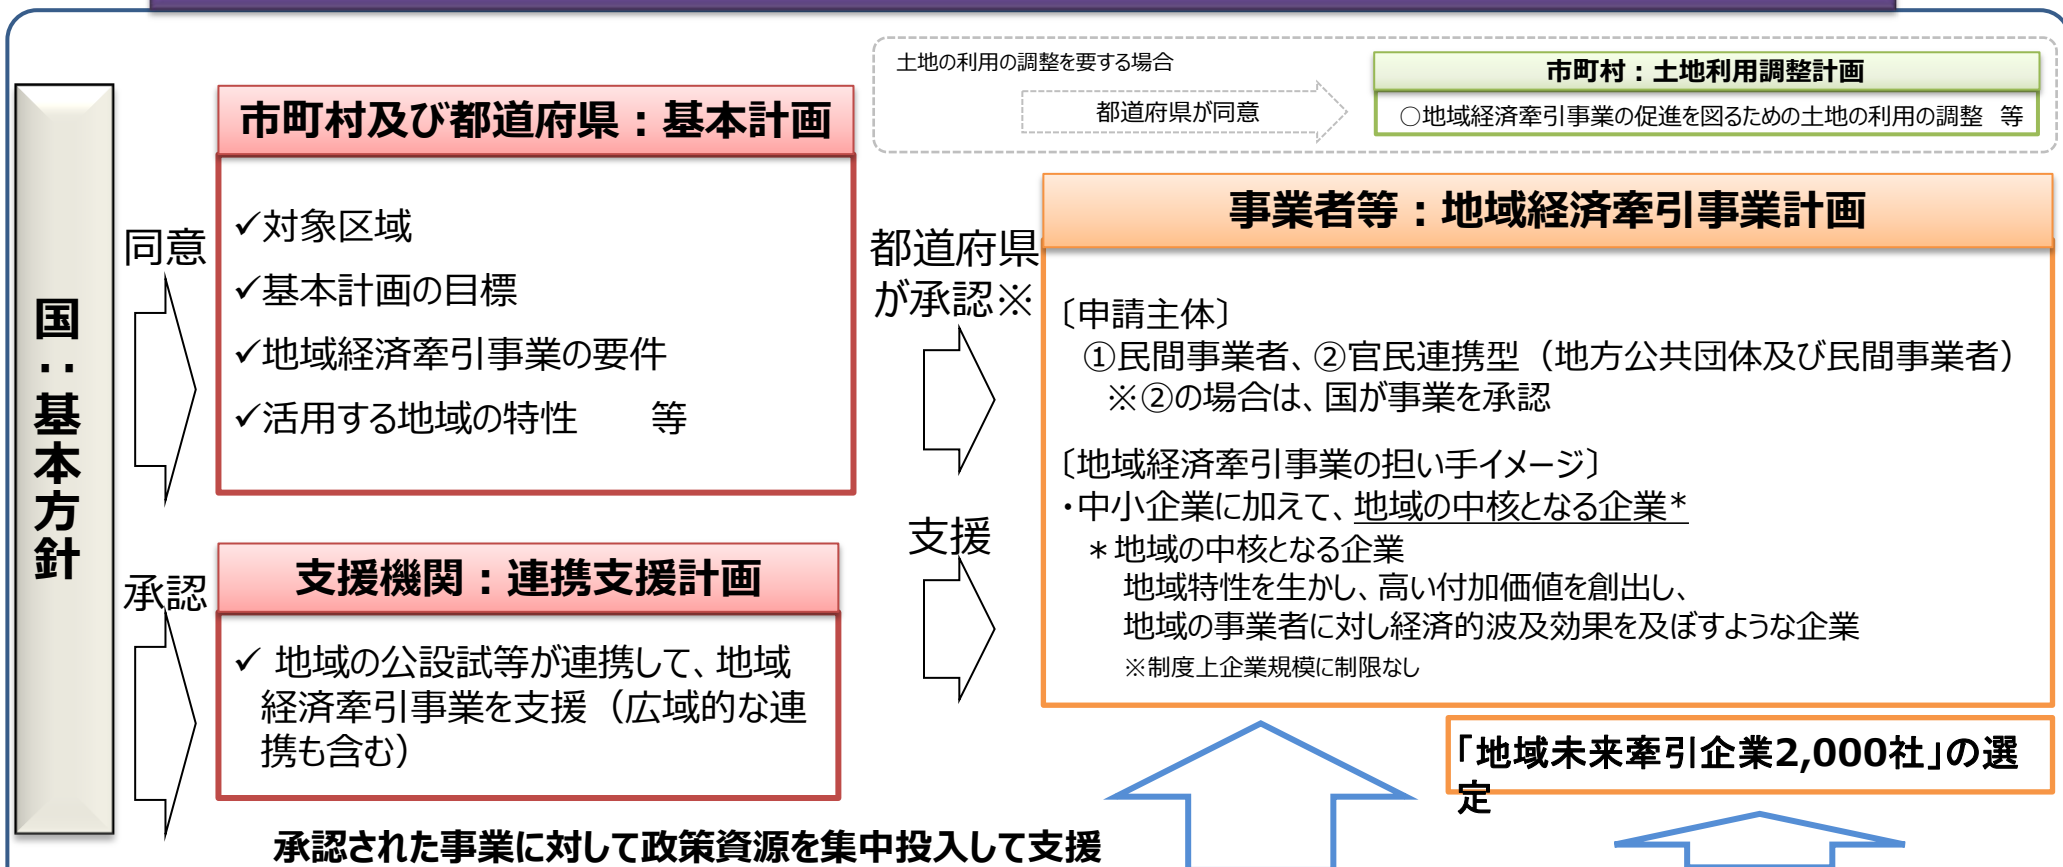 土地の利用の調整を要する場合
都道府県が同意
市町村：土地利用調整計画
○地域経済牽引事業の促進を図るための土地の利用の調整　等
国：基本方針
同意
市町村及び都道府県：基本計画
✓対象区域
✓基本計画の目標
✓地域経済牽引事業の要件
✓活用する地域の特性　　等
承認
支援機関：連携支援計画
✓ 地域の公設試等が連携して、地域
経済牽引事業を支援（広域的な連
携も含む）
都道府県
が承認※
支援
事業者等：地域経済牽引事業計画
〔申請主体〕
①民間事業者、②官民連携型（地方公共団体及び民間事業者）
※②の場合は、国が事業を承認
〔地域経済牽引事業の担い手イメージ〕
・中小企業に加えて、地域の中核となる企業＊
＊地域の中核となる企業
地域特性を生かし、高い付加価値を創出し、
地域の事業者に対し経済的波及効果を及ぼすような企業
※制度上企業規模に制限なし
「地域未来牽引企業2,000社」の選
定
承認された事業に対して政策資源を集中投入して支援